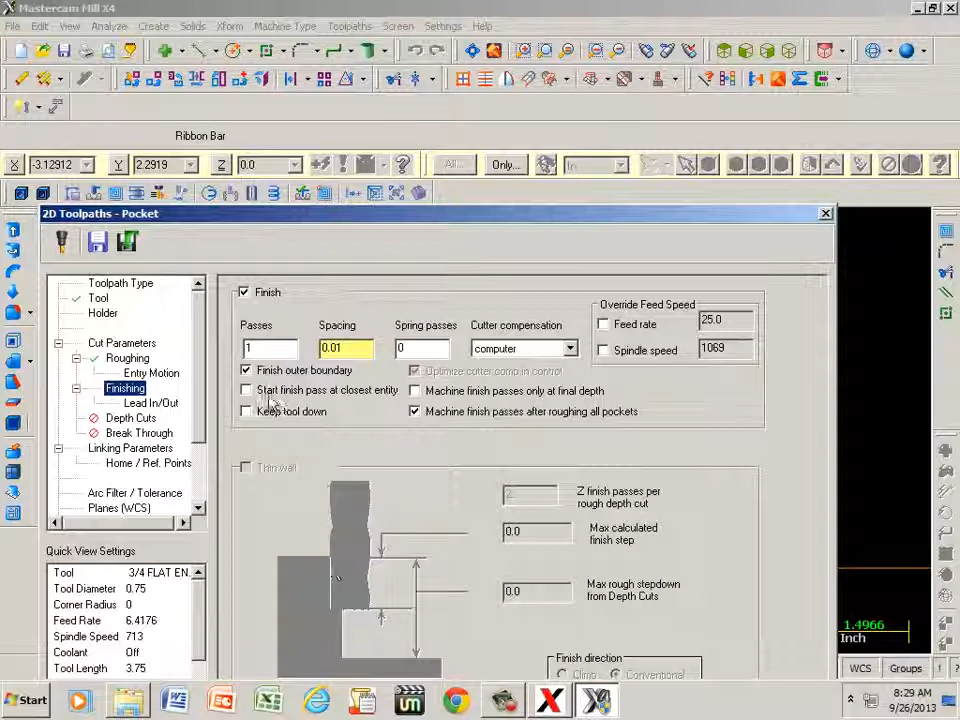 Mastercam Mill X4
File Edit View Analyze Create Solids Xform Machine Type Toolpaths Screen Settings Help
Ribbon Bar
X -3.12912 Y 2.2919 Z 0.0 All... Only... In
2D Toolpaths - Pocket
Toolpath Type
Tool
Holder
Cut Parameters
Roughing
Entry Motion
Finishing
Lead In/Out
Depth Cuts
Break Through
Linking Parameters
Home / Ref. Points
Arc Filter / Tolerance
Planes (WCS)
Quick View Settings
Tool 3/4 FLAT EN...
Tool Diameter 0.75
Corner Radius 0
Feed Rate 6.4176
Spindle Speed 713
Coolant Off
Tool Length 3.75
Finish
Passes Spacing Spring passes Cutter compensation
1 0.01 0 computer
Override Feed Speed
Feed rate 25.0
Spindle speed 1069
Finish outer boundary
Optimize cutter comp in control
Start finish pass at closest entity
Machine finish passes only at final depth
Keep tool down
Machine finish passes after roughing all pockets
Thin wall
2 Z finish passes per
rough depth cut
0.0 Max calculated
finish step
0.0 Max rough stepdown
from Depth Cuts
Finish direction
Climb Conventional
1.4966
Inch
WCS Groups ?
Start
8:29 AM
9/26/2013